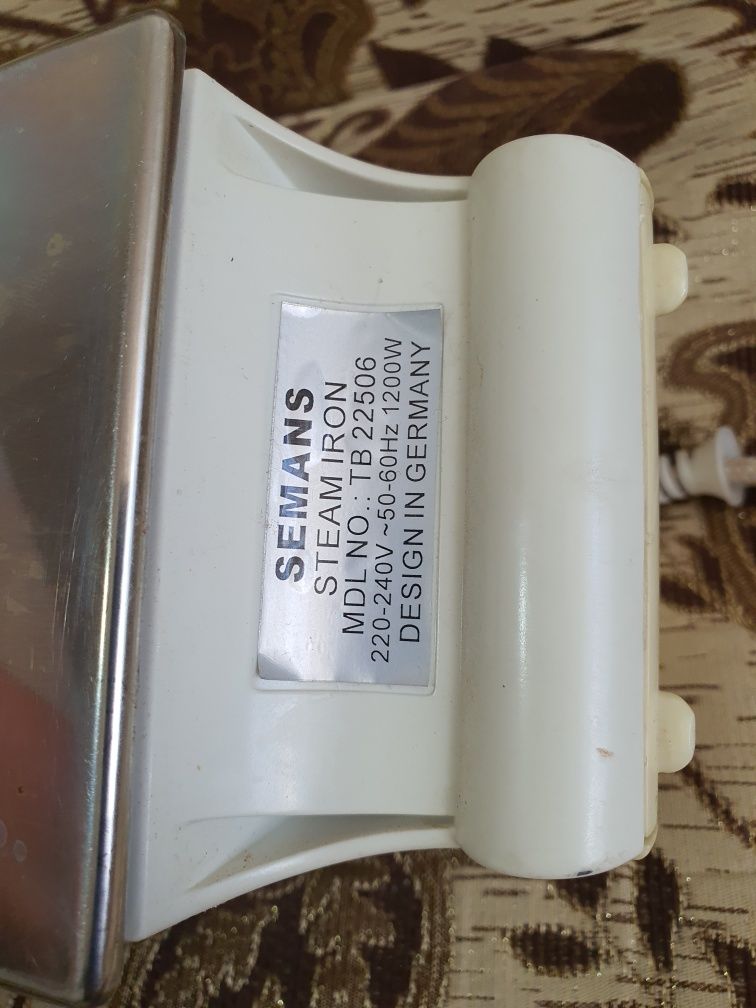 SEMANS
STEAM IRON
MDL NO.: TB 22506
220-240V ~50-60Hz 1200W
DESIGN IN GERMANY